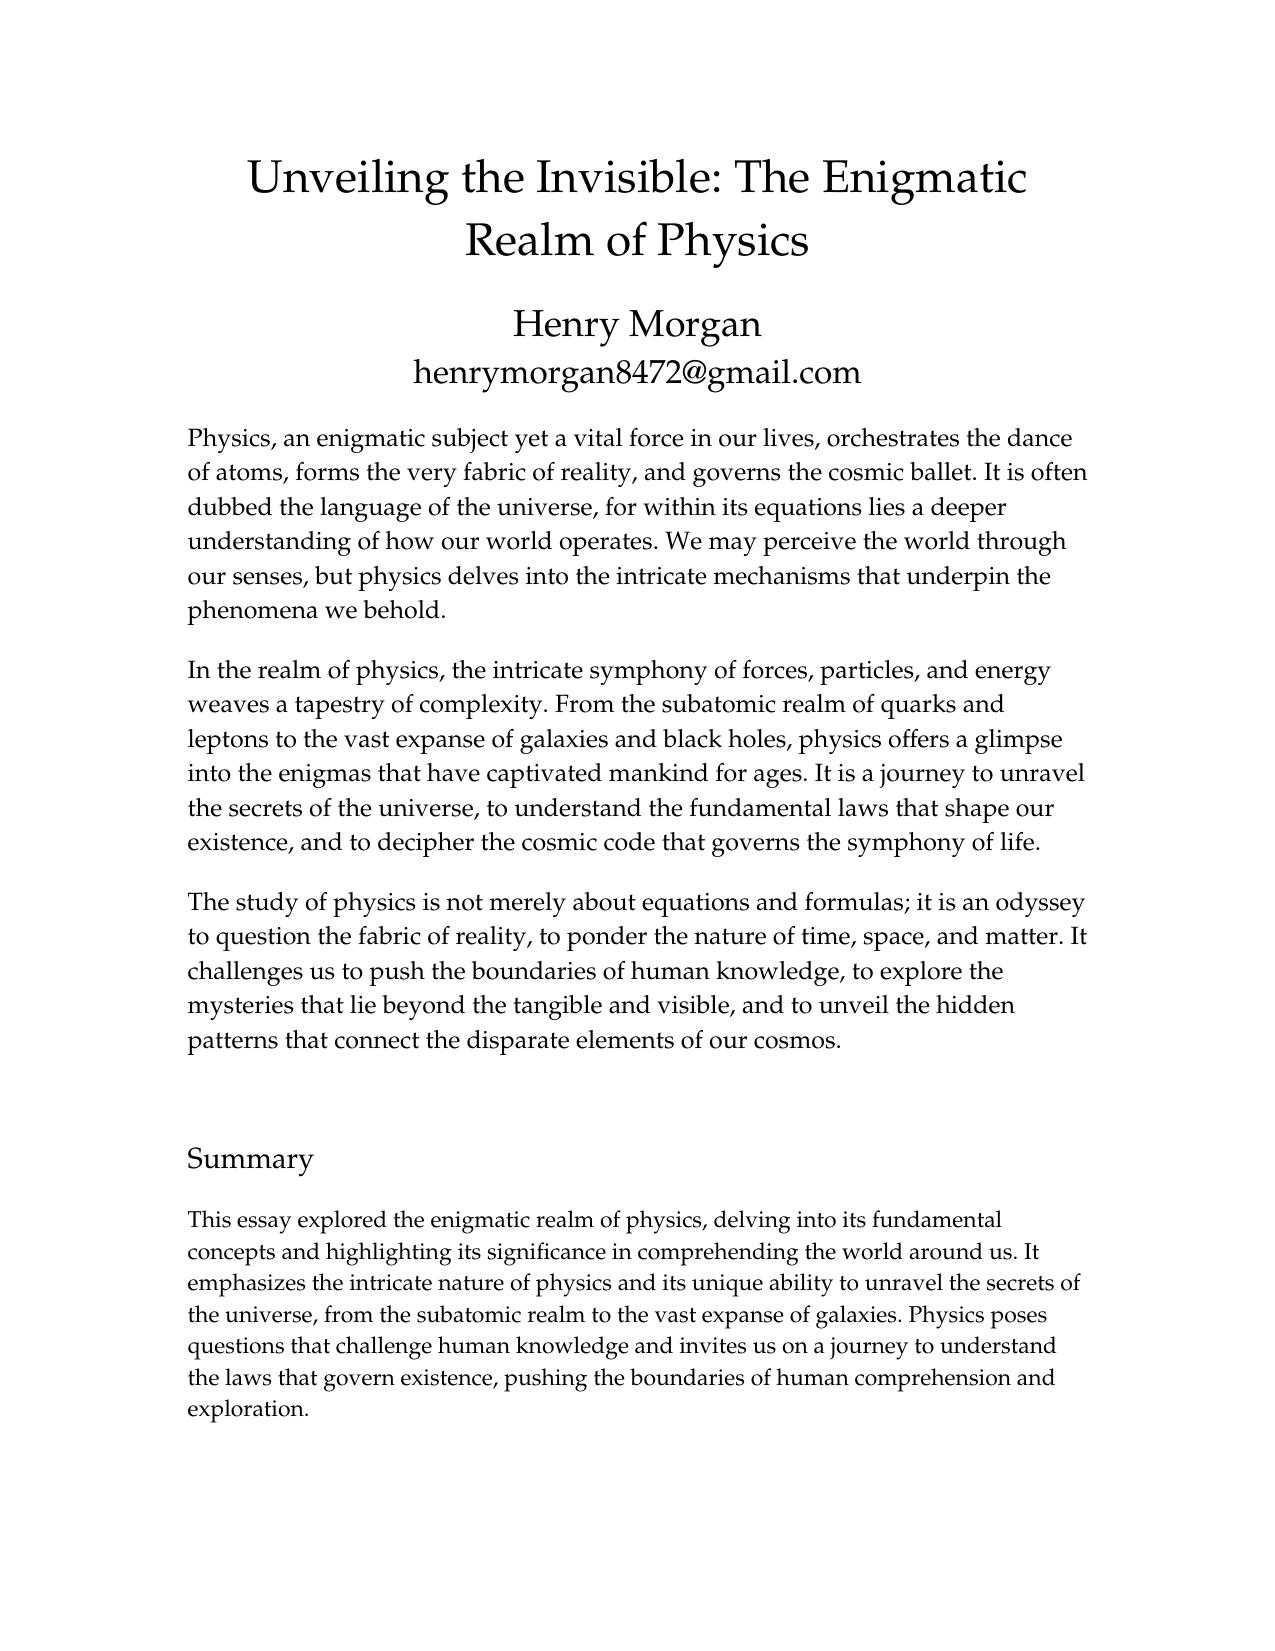 Unveiling the Invisible: The Enigmatic
Realm of Physics
Henry Morgan
henrymorgan8472@gmail.com
Physics, an enigmatic subject yet a vital force in our lives, orchestrates the dance
of atoms, forms the very fabric of reality, and governs the cosmic ballet. It is often
dubbed the language of the universe, for within its equations lies a deeper
understanding of how our world operates. We may perceive the world through
our senses, but physics delves into the intricate mechanisms that underpin the
phenomena we behold.
In the realm of physics, the intricate symphony of forces, particles, and energy
weaves a tapestry of complexity. From the subatomic realm of quarks and
leptons to the vast expanse of galaxies and black holes, physics offers a glimpse
into the enigmas that have captivated mankind for ages. It is a journey to unravel
the secrets of the universe, to understand the fundamental laws that shape our
existence, and to decipher the cosmic code that governs the symphony of life.
The study of physics is not merely about equations and formulas; it is an odyssey
to question the fabric of reality, to ponder the nature of time, space, and matter. It
challenges us to push the boundaries of human knowledge, to explore the
mysteries that lie beyond the tangible and visible, and to unveil the hidden
patterns that connect the disparate elements of our cosmos.
Summary
This essay explored the enigmatic realm of physics, delving into its fundamental
concepts and highlighting its significance in comprehending the world around us. It
emphasizes the intricate nature of physics and its unique ability to unravel the secrets of
the universe, from the subatomic realm to the vast expanse of galaxies. Physics poses
questions that challenge human knowledge and invites us on a journey to understand
the laws that govern existence, pushing the boundaries of human comprehension and
exploration.